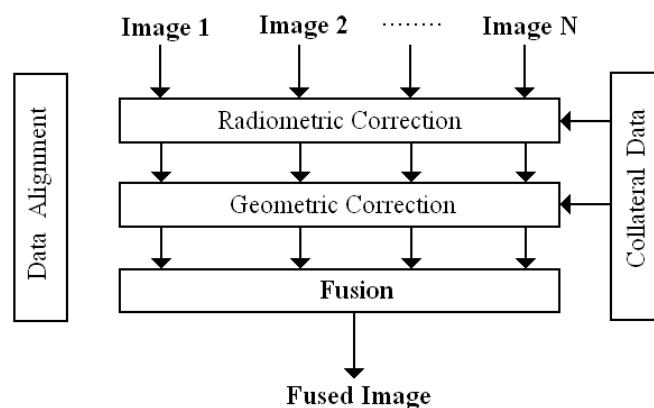 Image 1 Image 2 ........ Image N
Data Alignment
Radiometric Correction
Geometric Correction
Fusion
Collateral Data
Fused Image